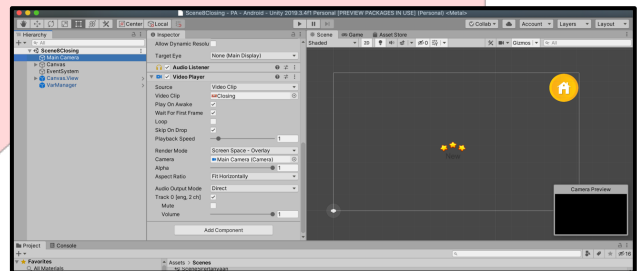 Scene8Closing - PA - Android - Unity 2019.3.4f1 Personal [PREVIEW PACKAGES IN USE] (Personal) <Metal>
Center Local Collab Account Layers Layout
Hierarchy
All
Scene8Closing
Main Camera
Canvas
EventSystem
Canvas.View
VarManager
Inspector
Allow Dynamic Resolu
Target Eye None (Main Display)
Audio Listener
Video Player
Source Video Clip
Video Clip Closing
Play On Awake
Wait For First Frame
Loop
Skip On Drop
Playback Speed 1
Render Mode Screen Space - Overlay
Camera Main Camera (Camera)
Alpha 1
Aspect Ratio Fit Horizontally
Audio Output Mode Direct
Track 0 [eng, 2 ch]
Mute
Volume 1
Add Component
Scene Game Asset Store
Shaded 2D 0 Gizmos All
Camera Preview
Project Console
16
Favorites
All Materials
Assets > Scenes